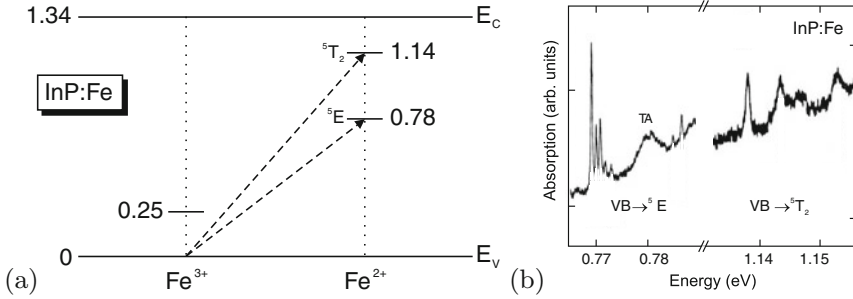 1.34
E_C
⁵T₂
1.14
InP:Fe
⁵E
0.78
0.25
0
E_V
(a)
Fe³⁺
Fe²⁺
InP:Fe
Absorption (arb. units)
TA
VB→⁵ E
VB →⁵T₂
0.77
0.78
1.14
1.15
(b)
Energy (eV)